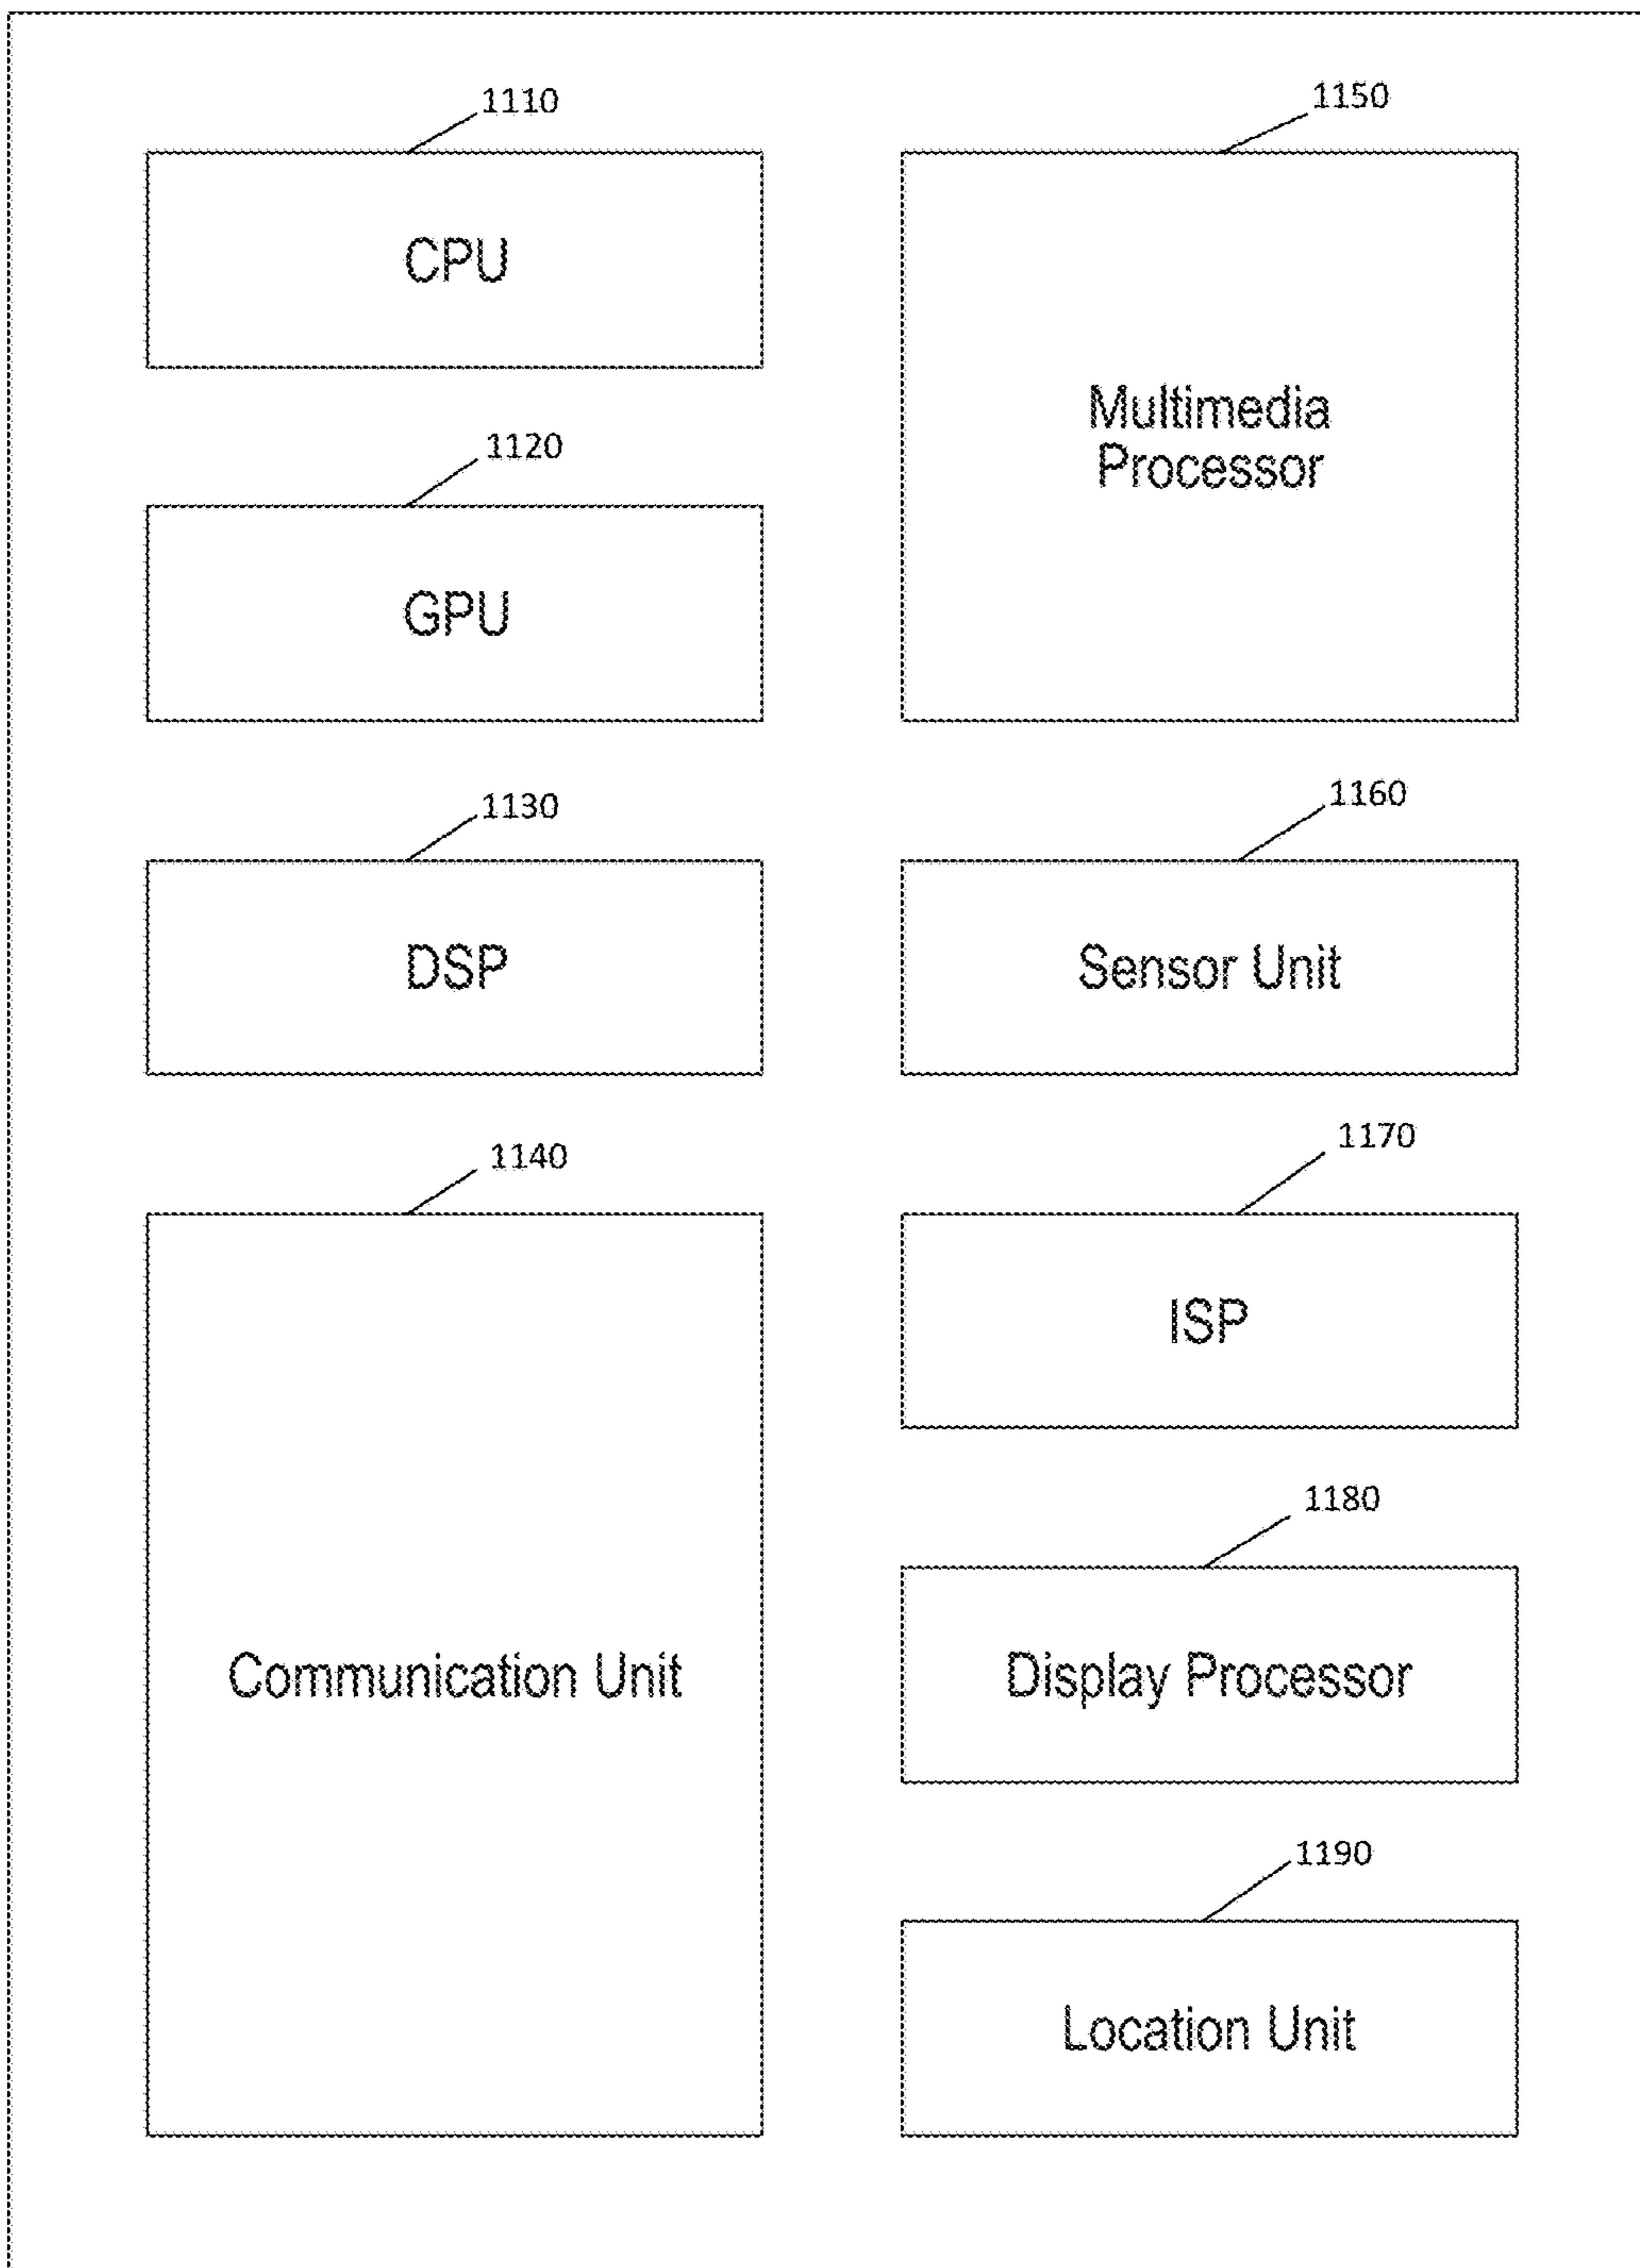 1110
CPU
1120
GPU
1130
DSP
1140
Communication Unit
1150
Multimedia
Processor
1160
Sensor Unit
1170
ISP
1180
Display Processor
1190
Location Unit